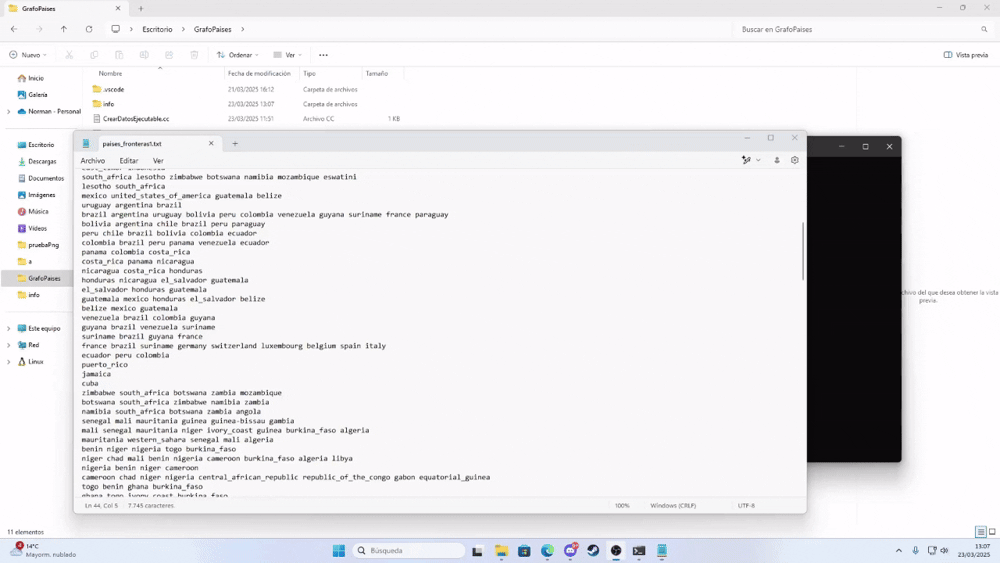 GrafoPaises
Escritorio > GrafoPaises >
Buscar en GrafoPaises
Nuevo
Ordenar
Ver
Vista previa
Nombre
Fecha de modificación
Tipo
Tamaño
Inicio
Galería
Norman - Personal
Escritorio
Descargas
Documentos
Imágenes
Música
Vídeos
pruebaPng
a
GrafoPaises
info
Este equipo
Red
Linux
.vscode 21/03/2025 16:12 Carpeta de archivos
info 23/03/2025 13:07 Carpeta de archivos
CrearDatosEjecutable.cc 23/03/2025 11:51 Archivo CC 1 KB
paises_fronteras1.txt
Archivo Editar Ver
south_africa lesotho zimbabwe botswana namibia mozambique eswatini
lesotho south_africa
mexico united_states_of_america guatemala belize
uruguay argentina brazil
brazil argentina uruguay bolivia peru colombia venezuela guyana suriname france paraguay
bolivia argentina chile brazil peru paraguay
peru chile brazil bolivia colombia ecuador
colombia brazil peru panama venezuela ecuador
panama colombia costa_rica
costa_rica panama nicaragua
nicaragua costa_rica honduras
honduras nicaragua el_salvador guatemala
el_salvador honduras guatemala
guatemala mexico honduras el_salvador belize
belize mexico guatemala
venezuela brazil colombia guyana
guyana brazil venezuela suriname
suriname brazil guyana france
france brazil suriname germany switzerland luxembourg belgium spain italy
ecuador peru colombia
puerto_rico
jamaica
cuba
zimbabwe south_africa botswana zambia mozambique
botswana south_africa zimbabwe namibia zambia
namibia south_africa botswana zambia angola
senegal mali mauritania guinea guinea-bissau gambia
mali senegal mauritania niger ivory_coast guinea burkina_faso algeria
mauritania western_sahara senegal mali algeria
benin niger nigeria togo burkina_faso
niger chad mali benin nigeria cameroon burkina_faso algeria libya
nigeria benin niger cameroon
cameroon chad niger nigeria central_african_republic republic_of_the_congo gabon equatorial_guinea
togo benin ghana burkina_faso
ghana togo ivory_coast burkina_faso
Ln 44, Col 5
7.745 caracteres.
100%
Windows (CRLF)
UTF-8
chivo del que desea obtener la vista
previa.
11 elementos
14°C
Mayorm. nublado
Búsqueda
13:07
23/03/2025